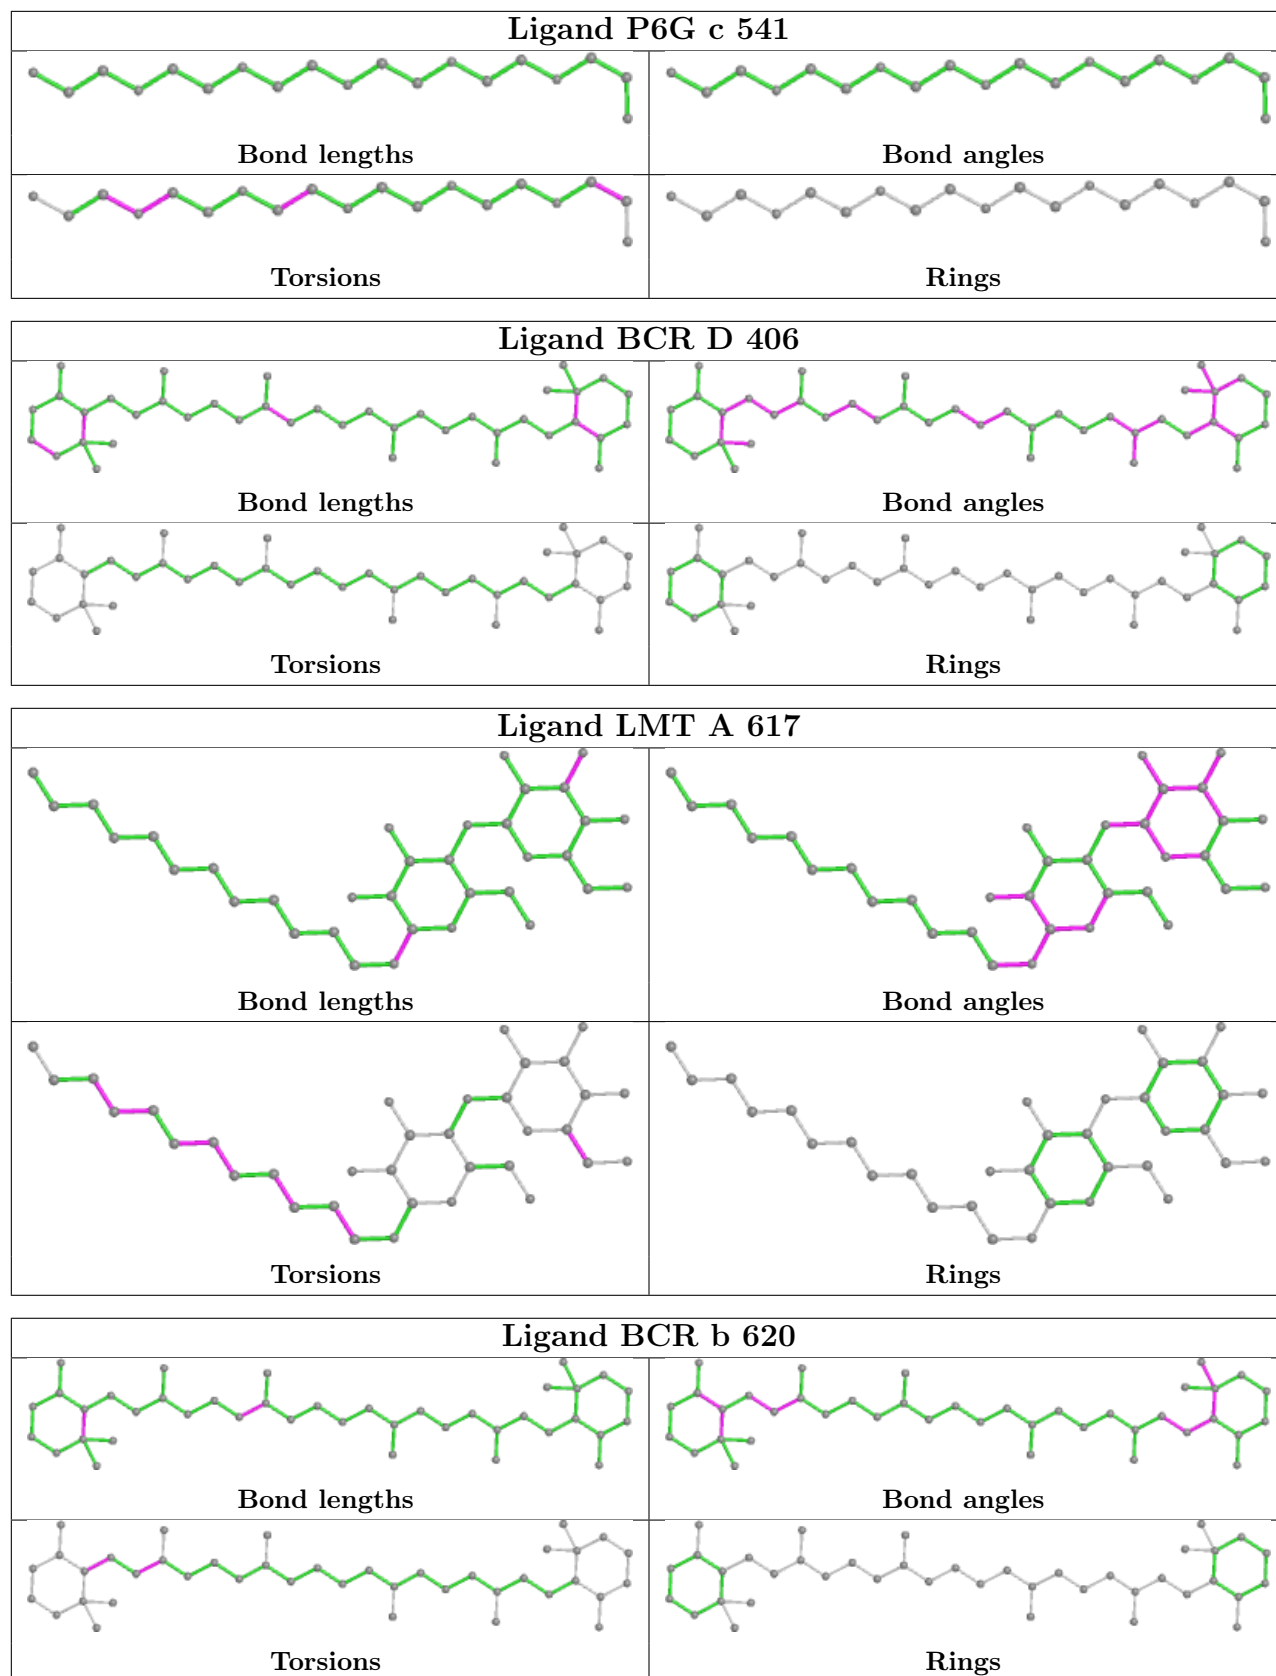 Ligand P6G c 541
Bond lengths
Bond angles
Torsions
Rings
Ligand BCR D 406
Bond lengths
Bond angles
Torsions
Rings
Ligand LMT A 617
Bond lengths
Bond angles
Torsions
Rings
Ligand BCR b 620
Bond lengths
Bond angles
Torsions
Rings